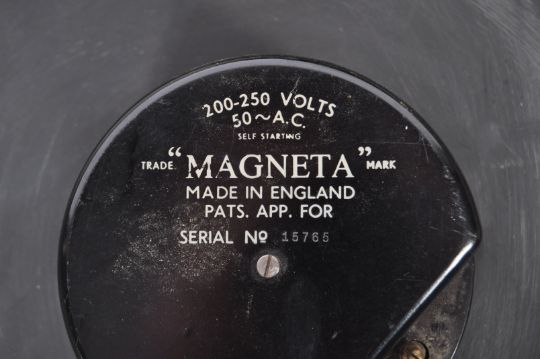 200-250 VOLTS
50~A.C.
SELF STARTING
TRADE "MAGNETA" MARK
MADE IN ENGLAND
PATS. APP. FOR
SERIAL Nº 15765